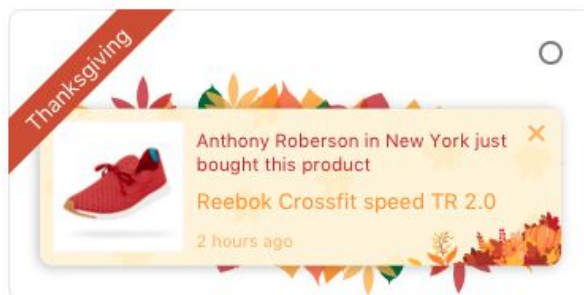 Thanksgiving
Anthony Roberson in New York just
bought this product
Reebok Crossfit speed TR 2.0
2 hours ago